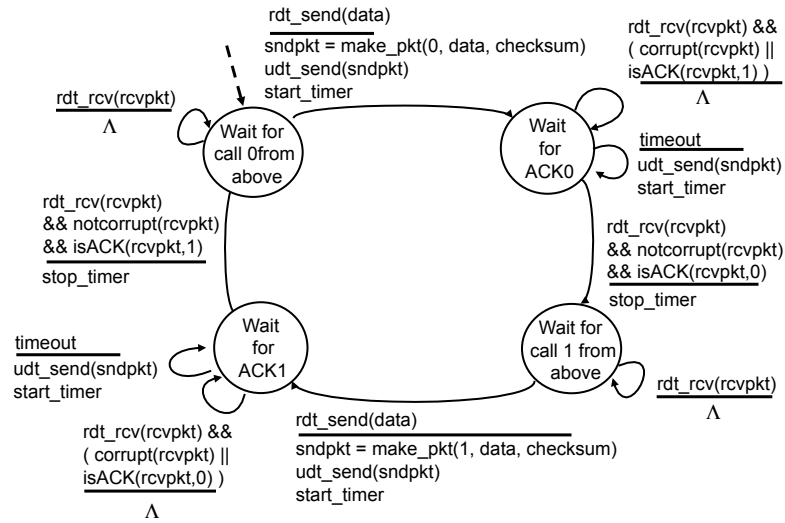 rdt_send(data)
sndpkt = make_pkt(0, data, checksum)
udt_send(sndpkt)
start_timer
rdt_rcv(rcvpkt) &&
( corrupt(rcvpkt) ||
isACK(rcvpkt,1) )
Λ
rdt_rcv(rcvpkt)
Λ
Wait for
call 0from
above
Wait
for
ACK0
timeout
udt_send(sndpkt)
start_timer
rdt_rcv(rcvpkt)
&& notcorrupt(rcvpkt)
&& isACK(rcvpkt,1)
stop_timer
rdt_rcv(rcvpkt)
&& notcorrupt(rcvpkt)
&& isACK(rcvpkt,0)
stop_timer
timeout
udt_send(sndpkt)
start_timer
Wait
for
ACK1
Wait for
call 1 from
above
rdt_rcv(rcvpkt)
Λ
rdt_rcv(rcvpkt) &&
( corrupt(rcvpkt) ||
isACK(rcvpkt,0) )
Λ
rdt_send(data)
sndpkt = make_pkt(1, data, checksum)
udt_send(sndpkt)
start_timer